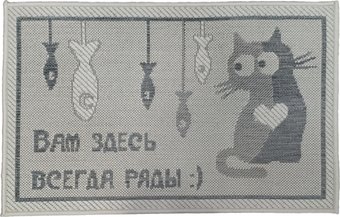 Вам здесь
всегда рады :)